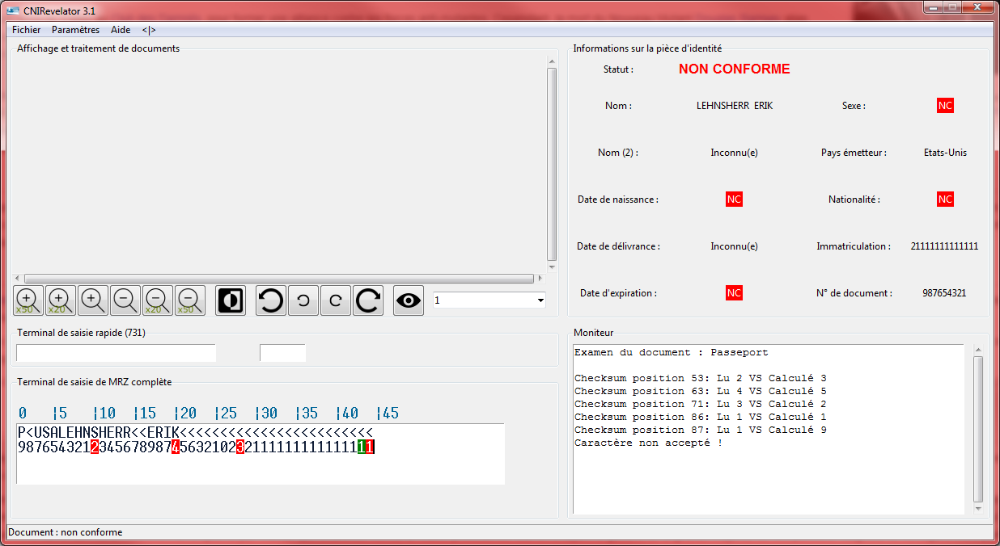 CNIRevelator 3.1
Fichier Paramètres Aide <|>
Affichage et traitement de documents
x50 x20 x20 x50
1
Terminal de saisie rapide (731)
Terminal de saisie de MRZ complète
0 |5 |10 |15 |20 |25 |30 |35 |40 |45
P<USALEHNSHERR<<ERIK<<<<<<<<<<<<<<<<<<<<<<<<
98765432123456789874563210232111111111111111
Informations sur la pièce d'identité
Statut : NON CONFORME
Nom : LEHNSHERR ERIK Sexe : NC
Nom (2) : Inconnu(e) Pays émetteur : Etats-Unis
Date de naissance : NC Nationalité : NC
Date de délivrance : Inconnu(e) Immatriculation : 21111111111111
Date d'expiration : NC N° de document : 987654321
Moniteur
Examen du document : Passeport
Checksum position 53: Lu 2 VS Calculé 3
Checksum position 63: Lu 4 VS Calculé 5
Checksum position 71: Lu 3 VS Calculé 2
Checksum position 86: Lu 1 VS Calculé 1
Checksum position 87: Lu 1 VS Calculé 9
Caractère non accepté !
Document : non conforme